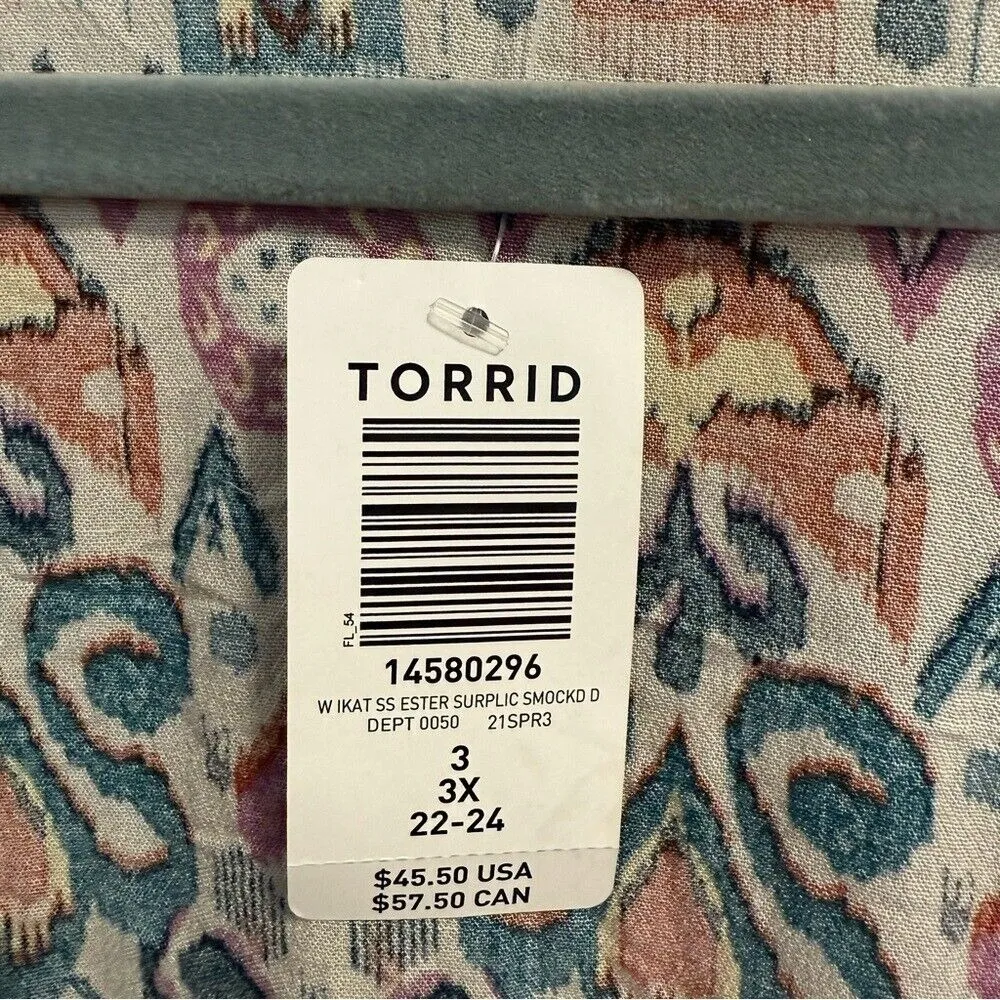 TORRID
FL_54
14580296
W IKAT SS ESTER SURPLIC SMOCKD D
DEPT 0050 21SPR3
3
3X
22-24
$45.50 USA
$57.50 CAN